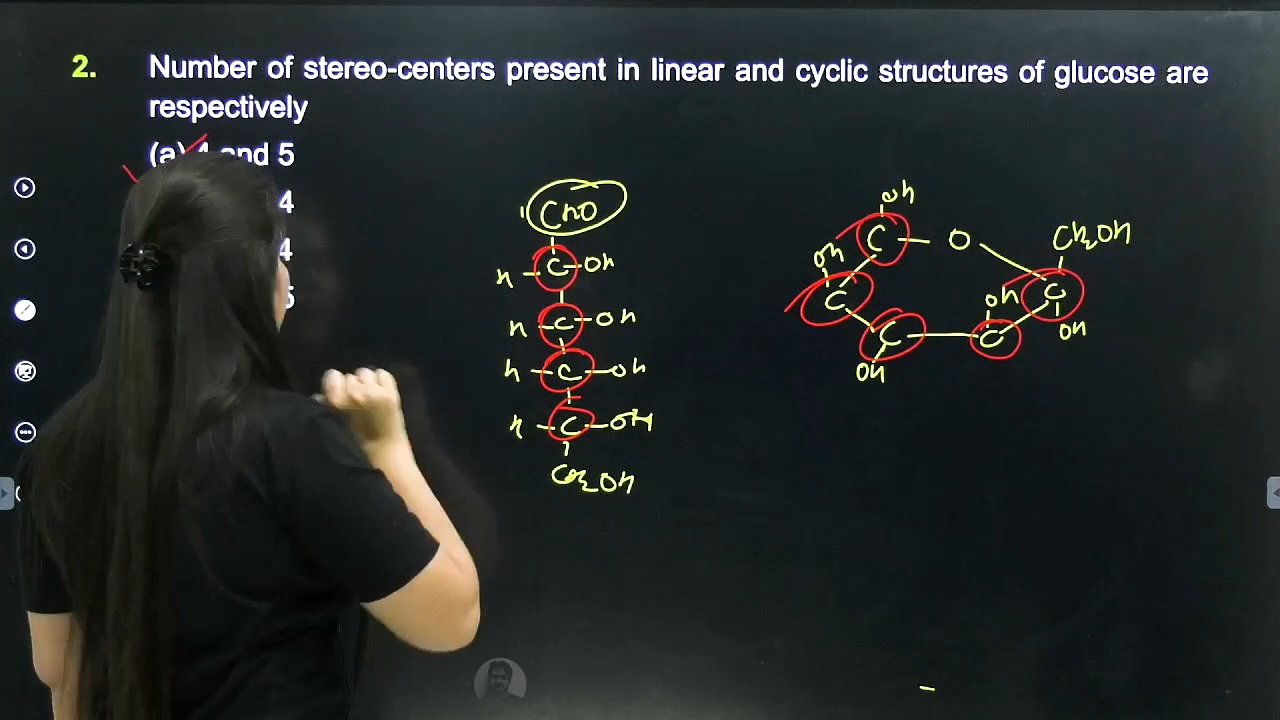 2. Number of stereo-centers present in linear and cyclic structures of glucose are
respectively
(a) 4 and 5
4
4
5
CHO
H C OH
H C OH
H C OH
H C OH
CH2OH
OH
C O CH2OH
OH
C OH C
C C OH
OH